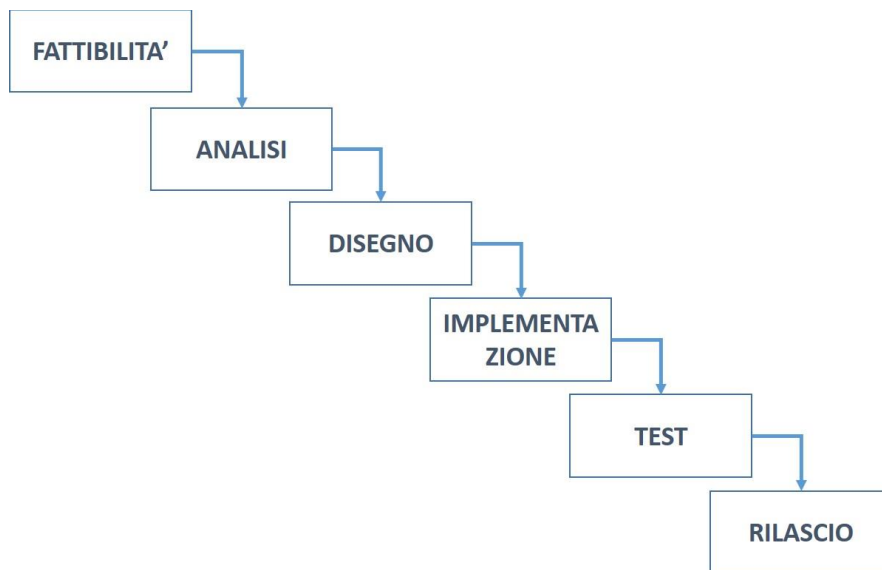 FATTIBILITA’
ANALISI
DISEGNO
IMPLEMENTA
ZIONE
TEST
RILASCIO